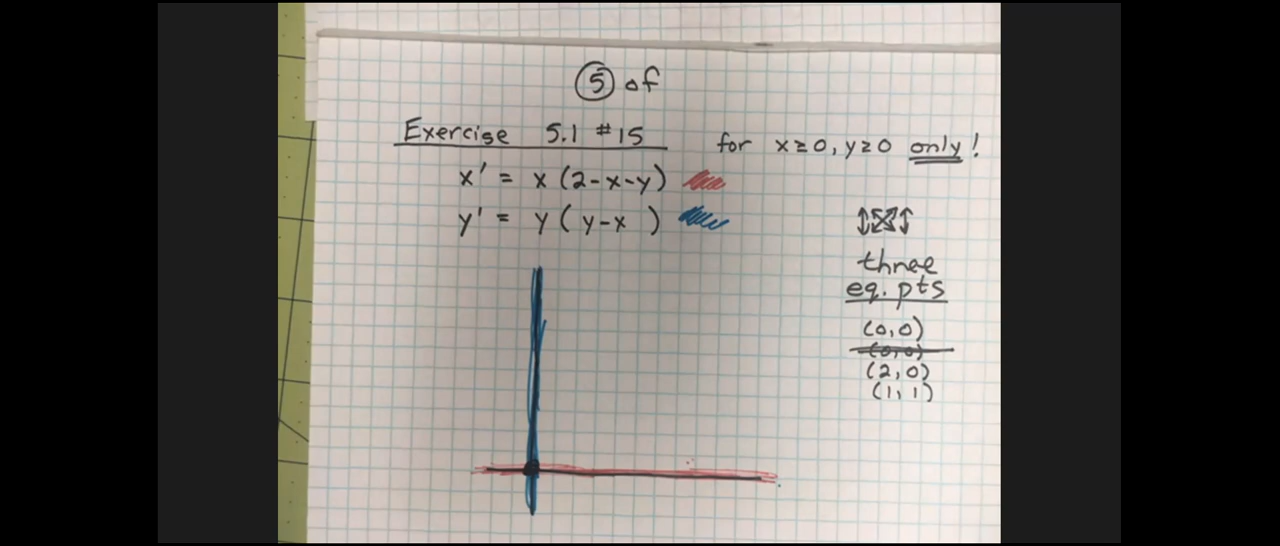 ⑤ of
Exercise 5.1 #15
for x≥0, y≥0 only!
x' = x(2-x-y)
y' = y(y-x )
three
eq. pts
(0,0)
(0,0)
(2,0)
(1,1)